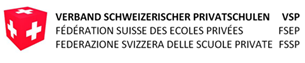 VERBAND SCHWEIZERISCHER PRIVATSCHULEN VSP
FÉDÉRATION SUISSE DES ECOLES PRIVÉES FSEP
FEDERAZIONE SVIZZERA DELLE SCUOLE PRIVATE FSSP